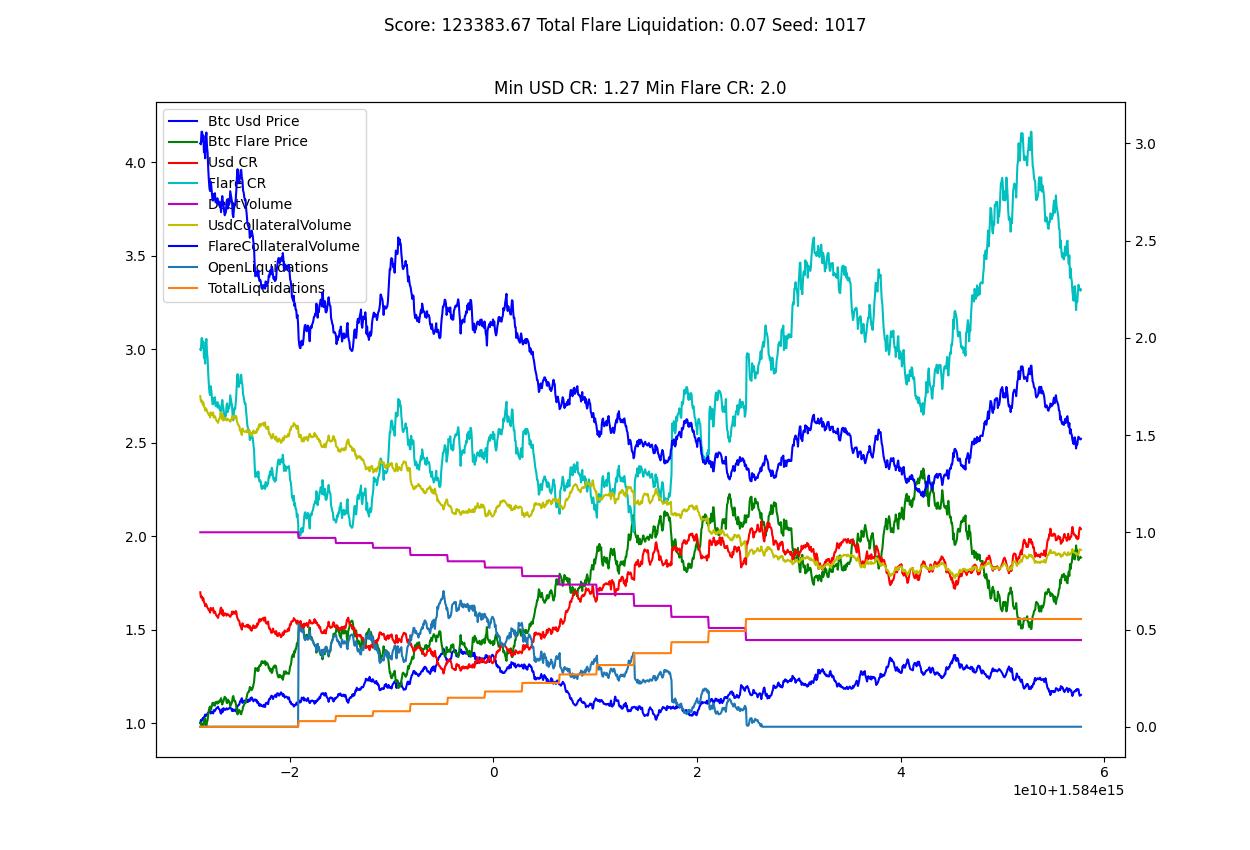 Score: 123383.67 Total Flare Liquidation: 0.07 Seed: 1017
Min USD CR: 1.27 Min Flare CR: 2.0
Btc Usd Price
Btc Flare Price
Usd CR
Flare CR
DebtVolume
UsdCollateralVolume
FlareCollateralVolume
OpenLiquidations
TotalLiquidations
4.0
3.5
3.0
2.5
2.0
1.5
1.0
3.0
2.5
2.0
1.5
1.0
0.5
0.0
−2 0 2 4 6
1e10+1.584e15